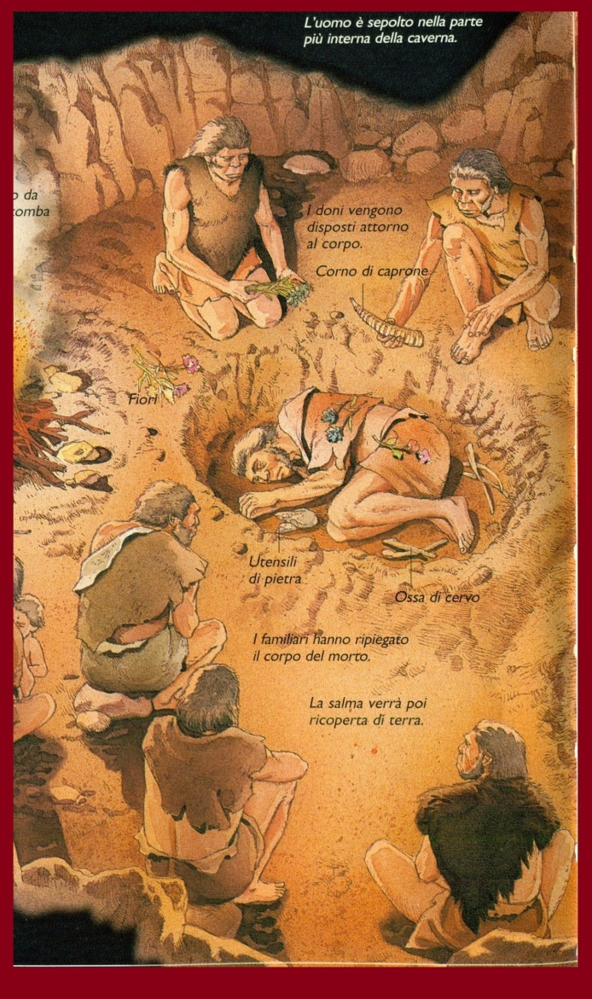 L'uomo è sepolto nella parte
più interna della caverna.
o da
tomba
I doni vengono
disposti attorno
al corpo.
Corno di caprone
Fiori
Utensili
di pietra
Ossa di cervo
I familiari hanno ripiegato
il corpo del morto.
La salma verrà poi
ricoperta di terra.